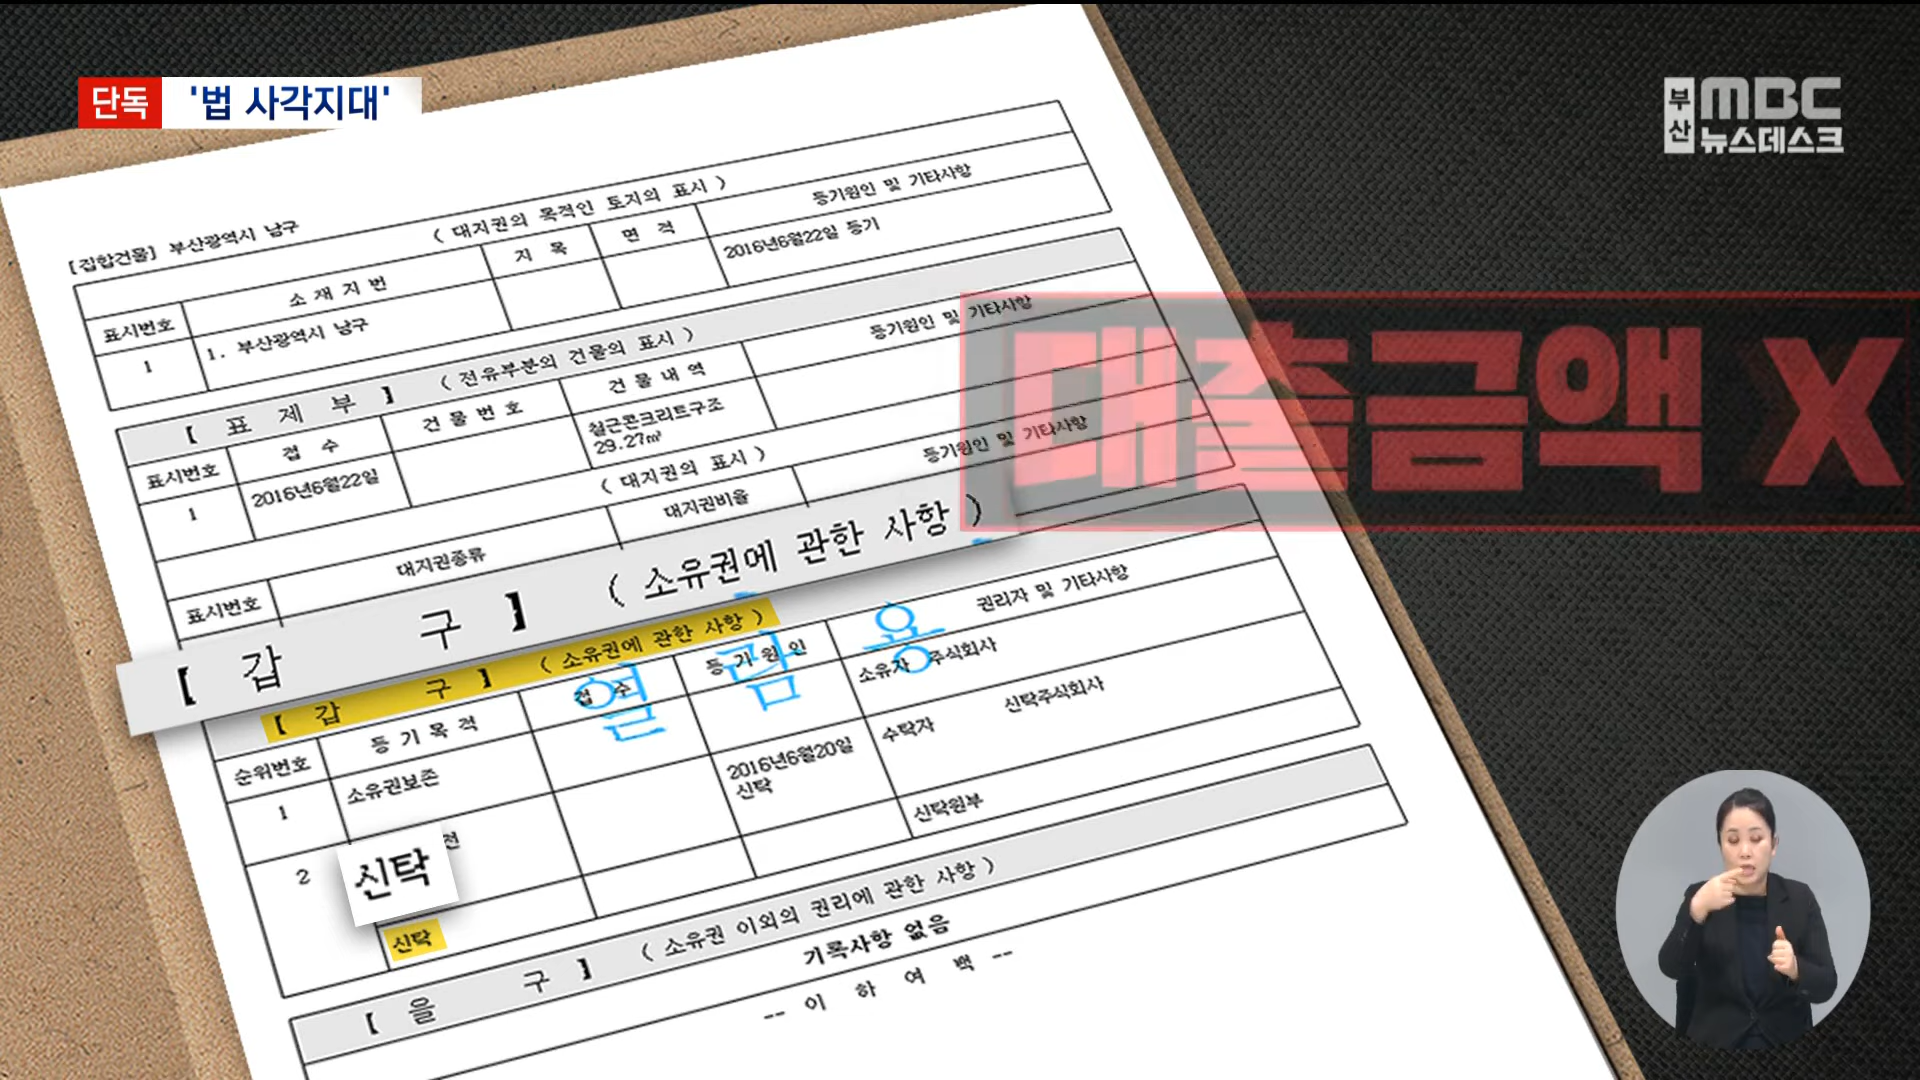 단독 '법 사각지대'
부산 MBC 뉴스데스크
[집합건물] 부산광역시 남구
( 대지권의 목적인 토지의 표시 )
표시번호 소 재 지 번 지 목 면 적 등기원인 및 기타사항
1 1. 부산광역시 남구 2016년6월22일 등기
【 표 제 부 】 ( 전유부분의 건물의 표시 )
표시번호 접 수 건 물 번 호 건 물 내 역 등기원인 및 기타사항
1 2016년6월22일 철근콘크리트구조
29.27㎡
( 대지권의 표시 )
표시번호 대지권종류 대지권비율 등기원인 및 기타사항
대출금액 X
【 갑 구 】 ( 소유권에 관한 사항 )
【 갑 구 】 ( 소유권에 관한 사항 )
열 람 용
순위번호 등 기 목 적 접 수 등 기 원 인 권리자 및 기타사항
1 소유권보존 소유자 주식회사
2 전 2016년6월20일
신탁 수탁자 신탁주식회사
신탁
신탁 신탁원부
【 을 구 】 ( 소유권 이외의 권리에 관한 사항 )
기록사항 없음
-- 이 하 여 백 --